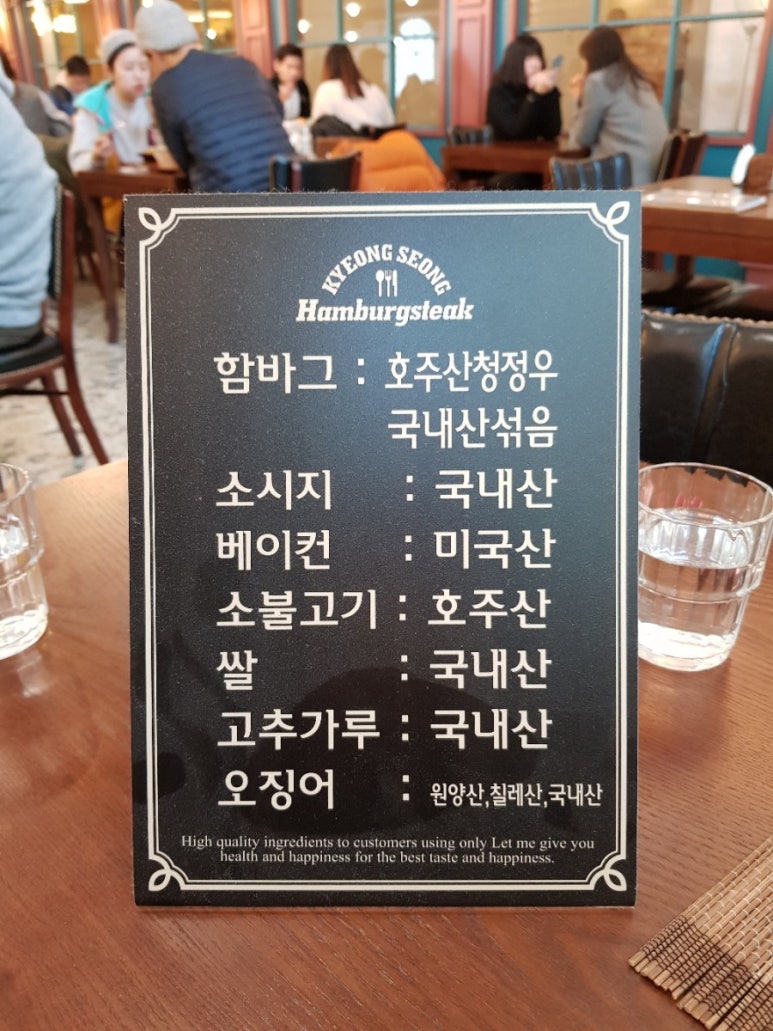 KYEONG SEONG
Hamburgsteak
함바그 : 호주산청정우
국내산섞음
소시지 : 국내산
베이컨 : 미국산
소불고기 : 호주산
쌀 : 국내산
고추가루 : 국내산
오징어 : 원양산,칠레산,국내산
High quality ingredients to customers using only Let me give you
health and happiness for the best taste and happiness.